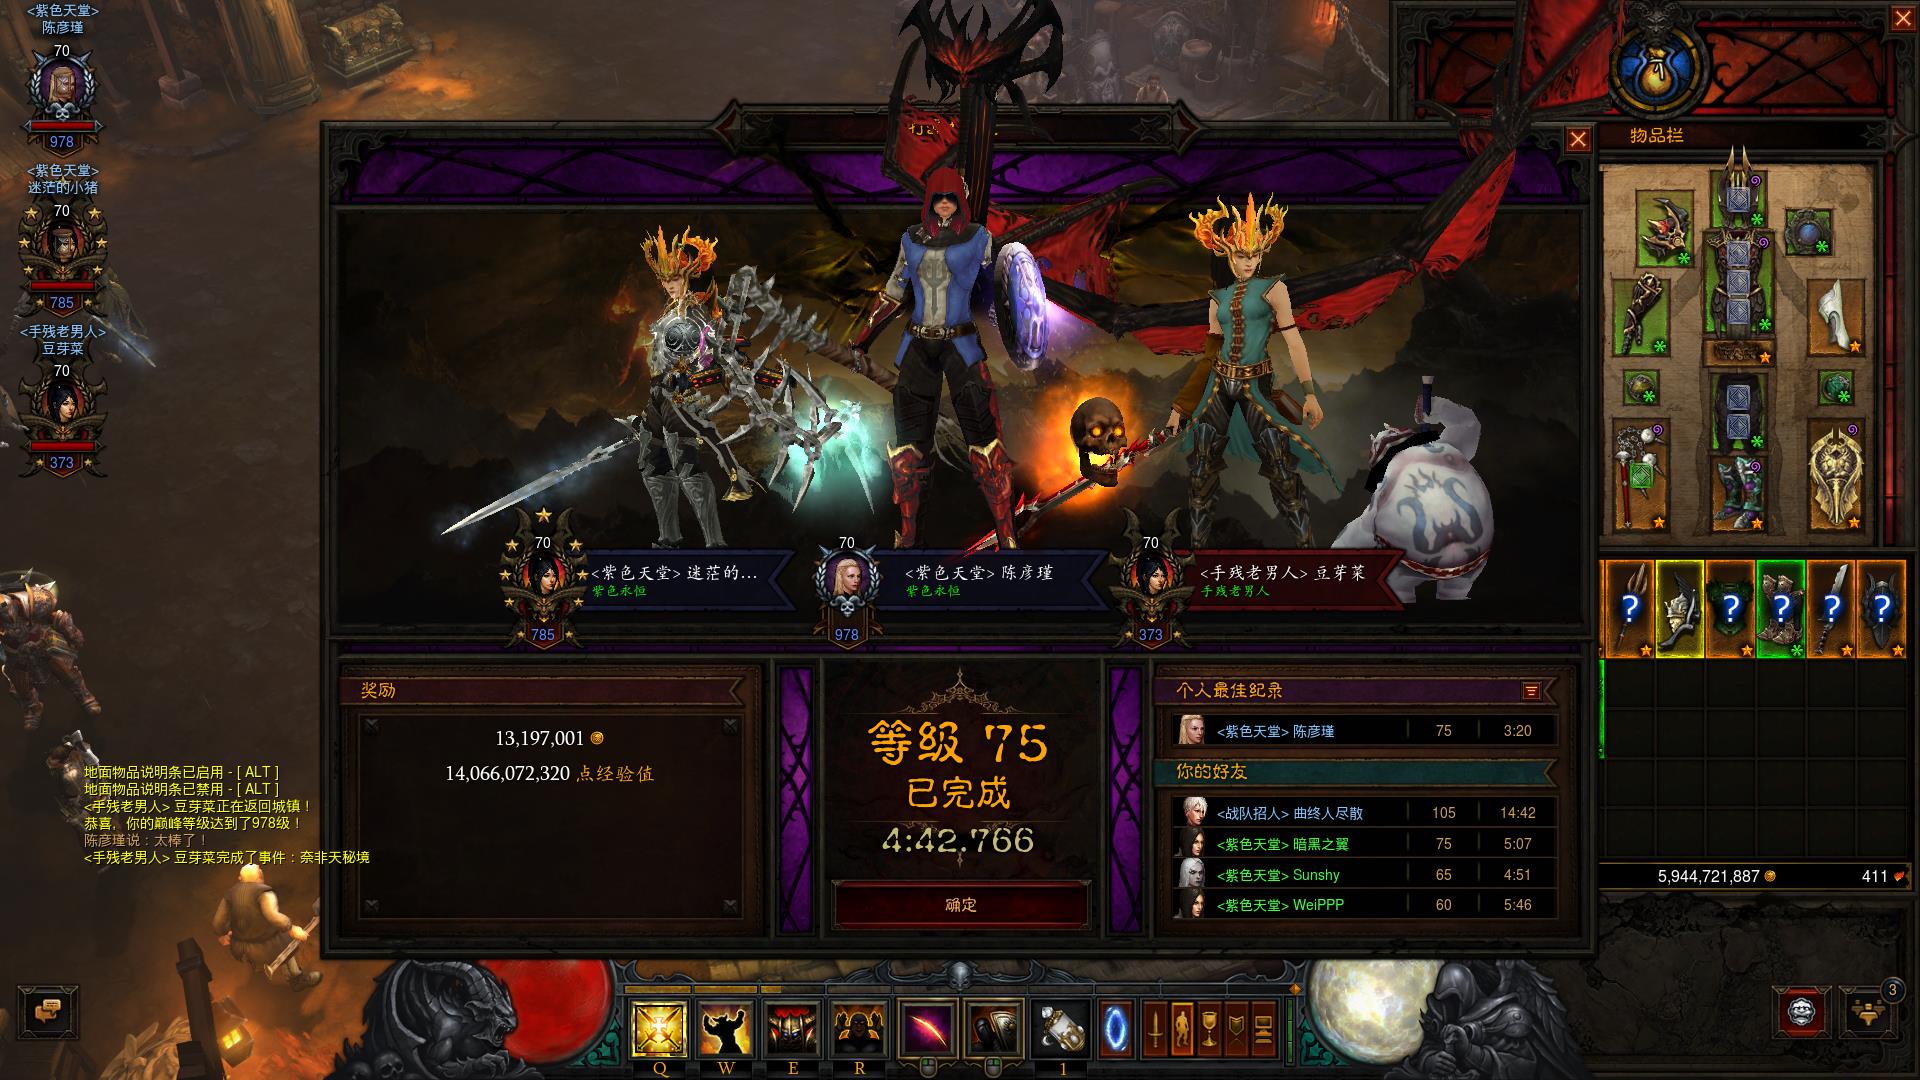 <紫色天堂>
陈彦瑾
70
978
<紫色天堂>
迷茫的小猪
70
785
<手残老男人>
豆芽菜
70
373
物品栏
70
<紫色天堂> 迷茫的...
紫色永恒
785
70
<紫色天堂> 陈彦瑾
紫色永恒
978
70
<手残老男人> 豆芽菜
手残老男人
373
奖励
13,197,001
14,066,072,320 点经验值
等级 75
已完成
4:42.766
确定
个人最佳纪录
<紫色天堂> 陈彦瑾 75 3:20
你的好友
<战队招人> 曲终人尽散 105 14:42
<紫色天堂> 暗黑之翼 75 5:07
<紫色天堂> Sunshy 65 4:51
<紫色天堂> WeiPPP 60 5:46
? ? ? ? ?
5,944,721,887 411
地面物品说明条已启用 - [ ALT ]
地面物品说明条已禁用 - [ ALT ]
<手残老男人> 豆芽菜正在返回城镇！
恭喜，你的巅峰等级达到了978级！
陈彦瑾说：太棒了！
<手残老男人> 豆芽菜完成了事件：奈非天秘境
Q W E R 1
3